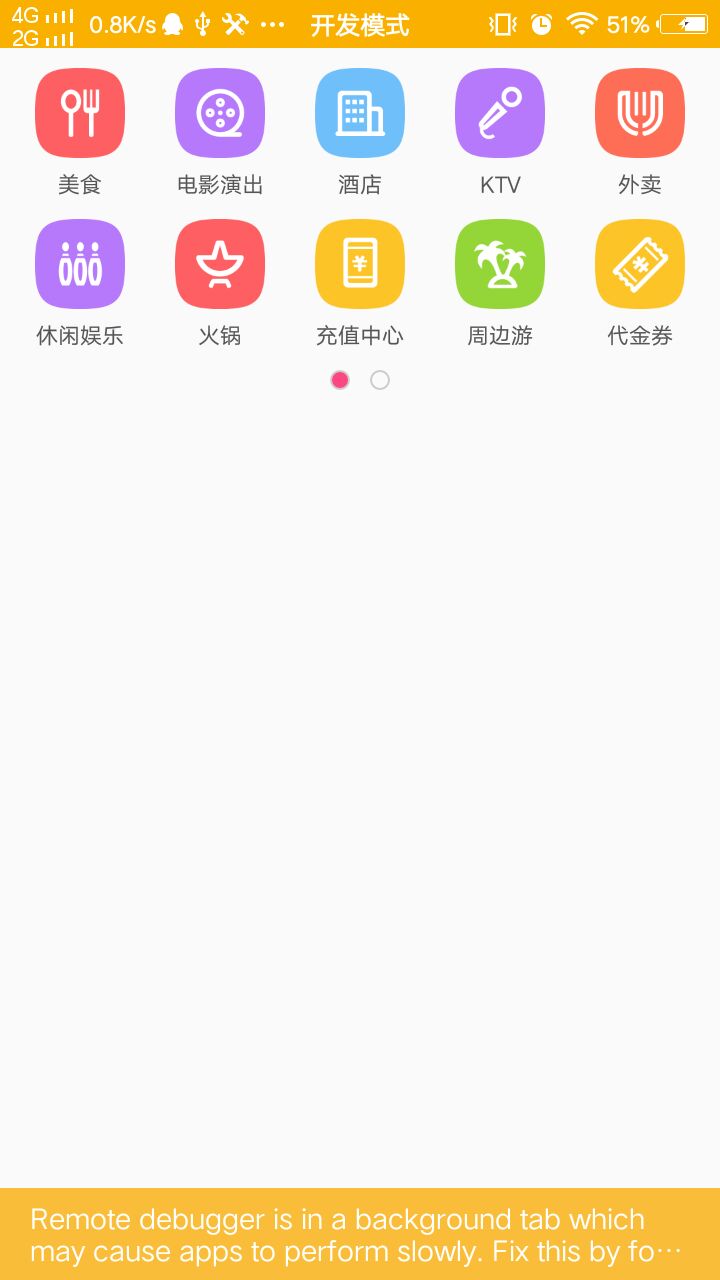 4G 0.8K/s ··· 开发模式 51%
2G
美食 电影演出 酒店 KTV 外卖
休闲娱乐 火锅 充值中心 周边游 代金券
Remote debugger is in a background tab which
may cause apps to perform slowly. Fix this by fo···